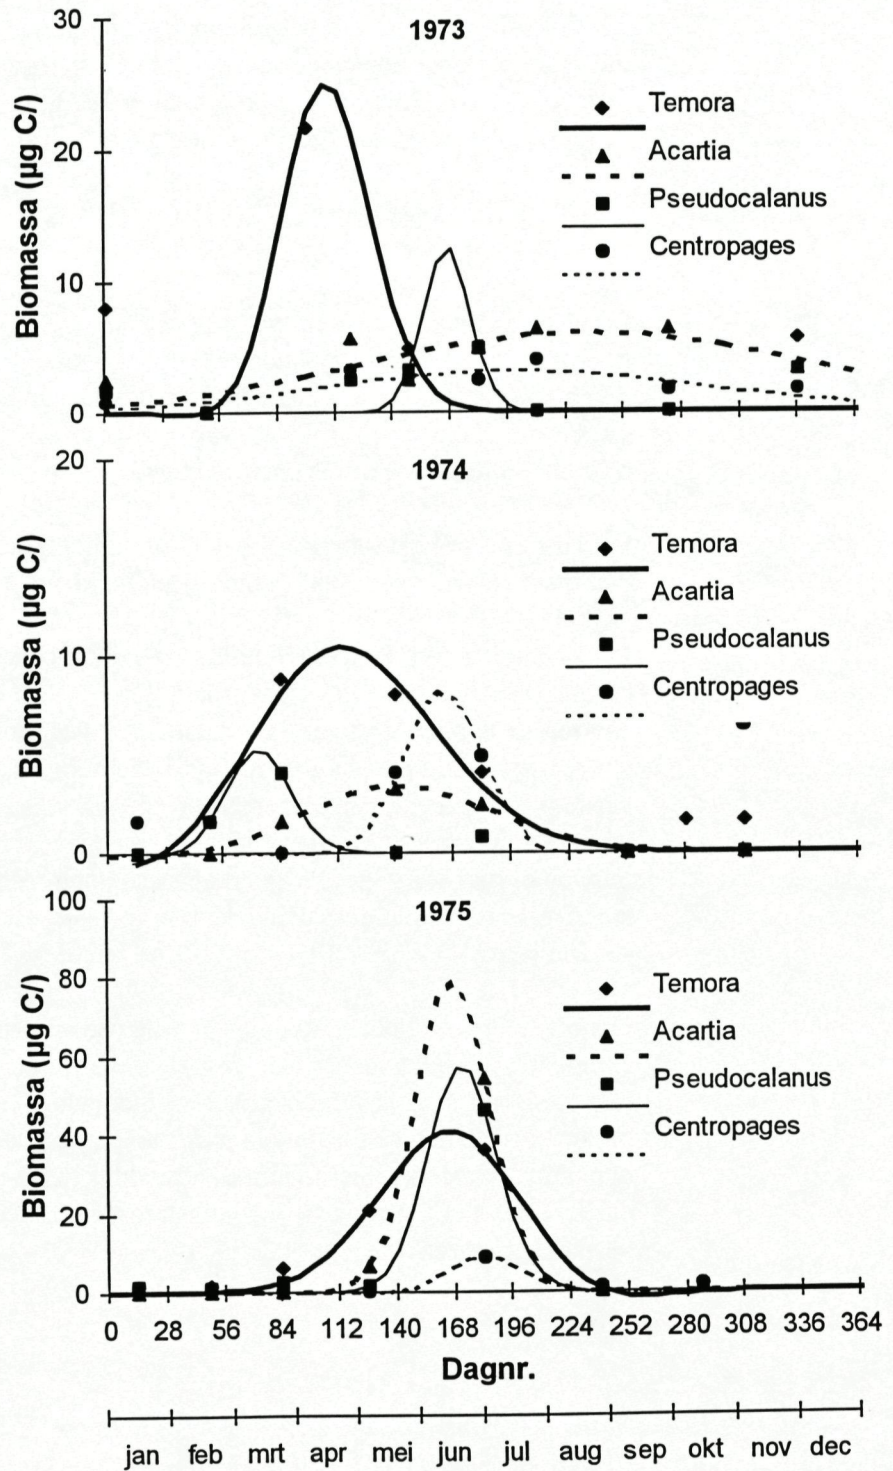 1973
30
20
10
0
Biomassa (µg C/)
Temora
Acartia
Pseudocalanus
Centropages
1974
20
10
0
Biomassa (µg C/)
Temora
Acartia
Pseudocalanus
Centropages
1975
100
80
60
40
20
0
Biomassa (µg C/)
Temora
Acartia
Pseudocalanus
Centropages
0 28 56 84 112 140 168 196 224 252 280 308 336 364
Dagnr.
jan feb mrt apr mei jun jul aug sep okt nov dec